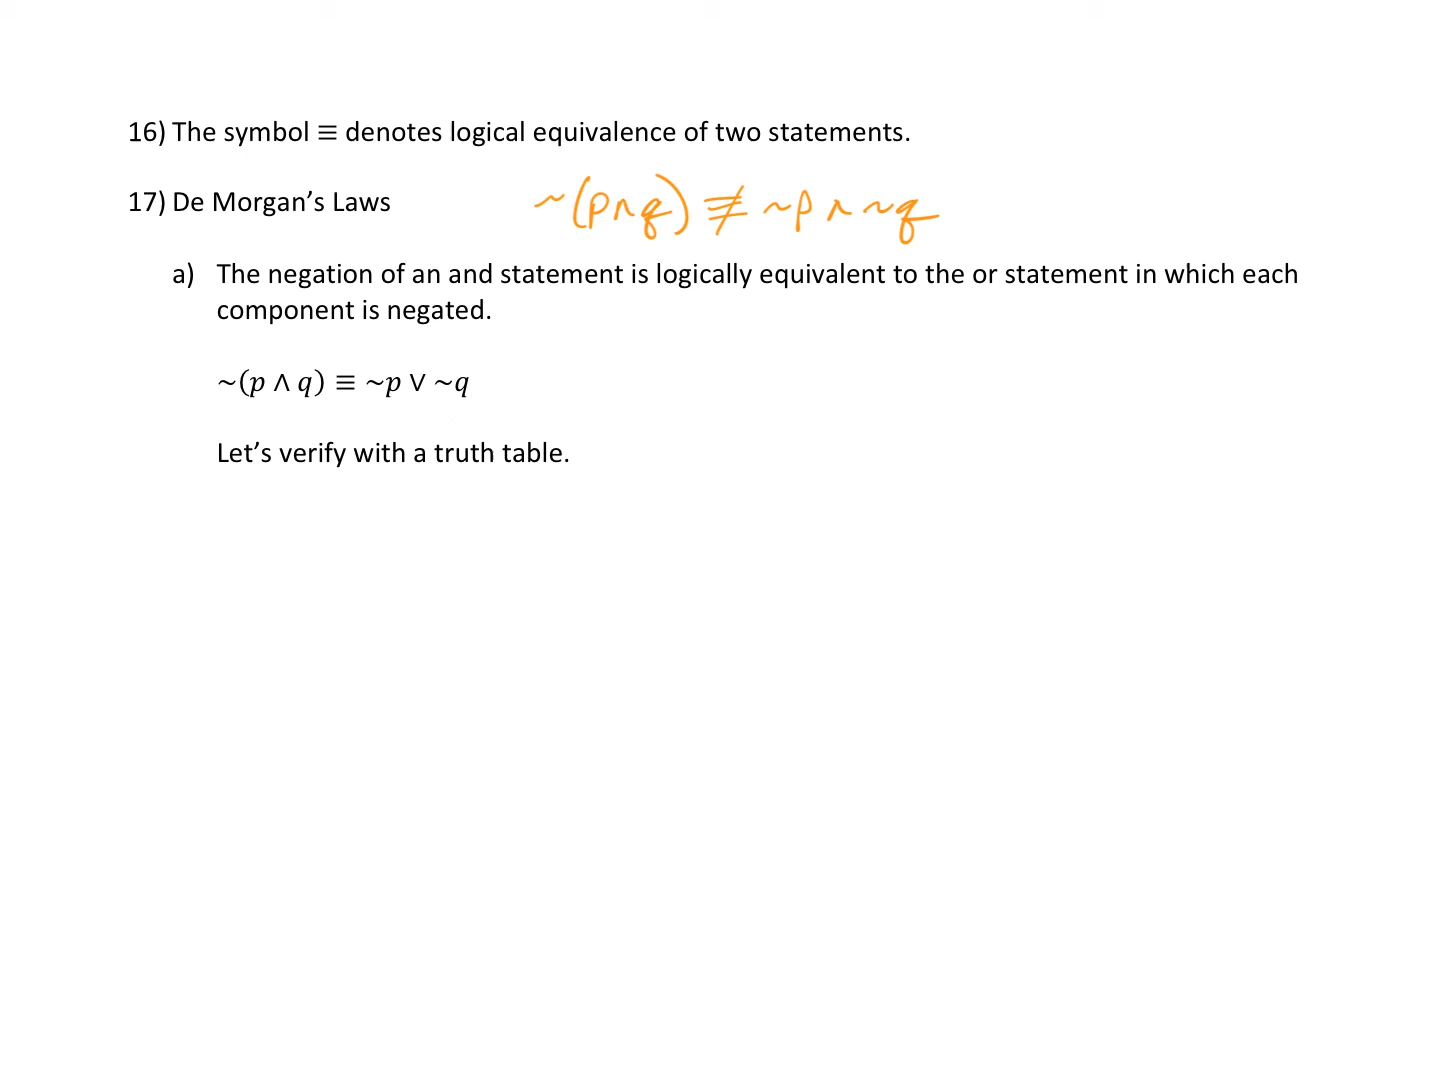 16) The symbol ≡ denotes logical equivalence of two statements.
17) De Morgan’s Laws
~(p∧q) ≢ ~p ∧ ~q
a) The negation of an and statement is logically equivalent to the or statement in which each
component is negated.
~(p ∧ q) ≡ ~p ∨ ~q
Let’s verify with a truth table.